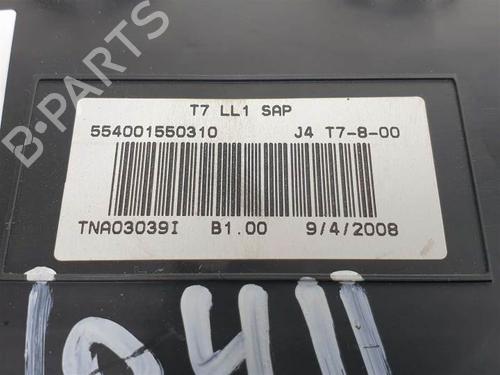 T7 LL1 SAP
554001550310 J4 T7-8-00
TNA03039I B1.00 9/4/2008
B-PARTS